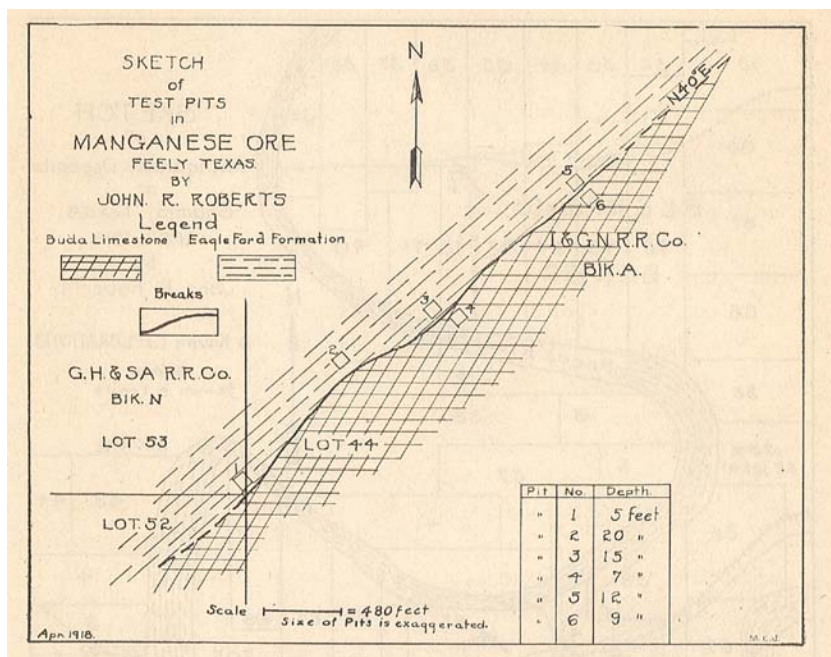 SKETCH
of
TEST PITS
in
MANGANESE ORE
FEELY TEXAS.
BY
JOHN. R. ROBERTS
Legend
Buda Limestone   Eagle Ford Formation
Breaks
N
N40°E.
5
6
I & G.N.R.R.Co.
Blk.A.
3
4
2
G.H.&SA R.R.Co.
Blk. N
LOT 53
LOT 44
1
LOT. 52
Pit No. Depth.
" 1 5 feet
" 2 20 "
" 3 15 "
" 4 7 "
" 5 12 "
" 6 9 "
Scale = 480 feet
Size of Pits is exaggerated.
Apr. 1918.
M.C.J.